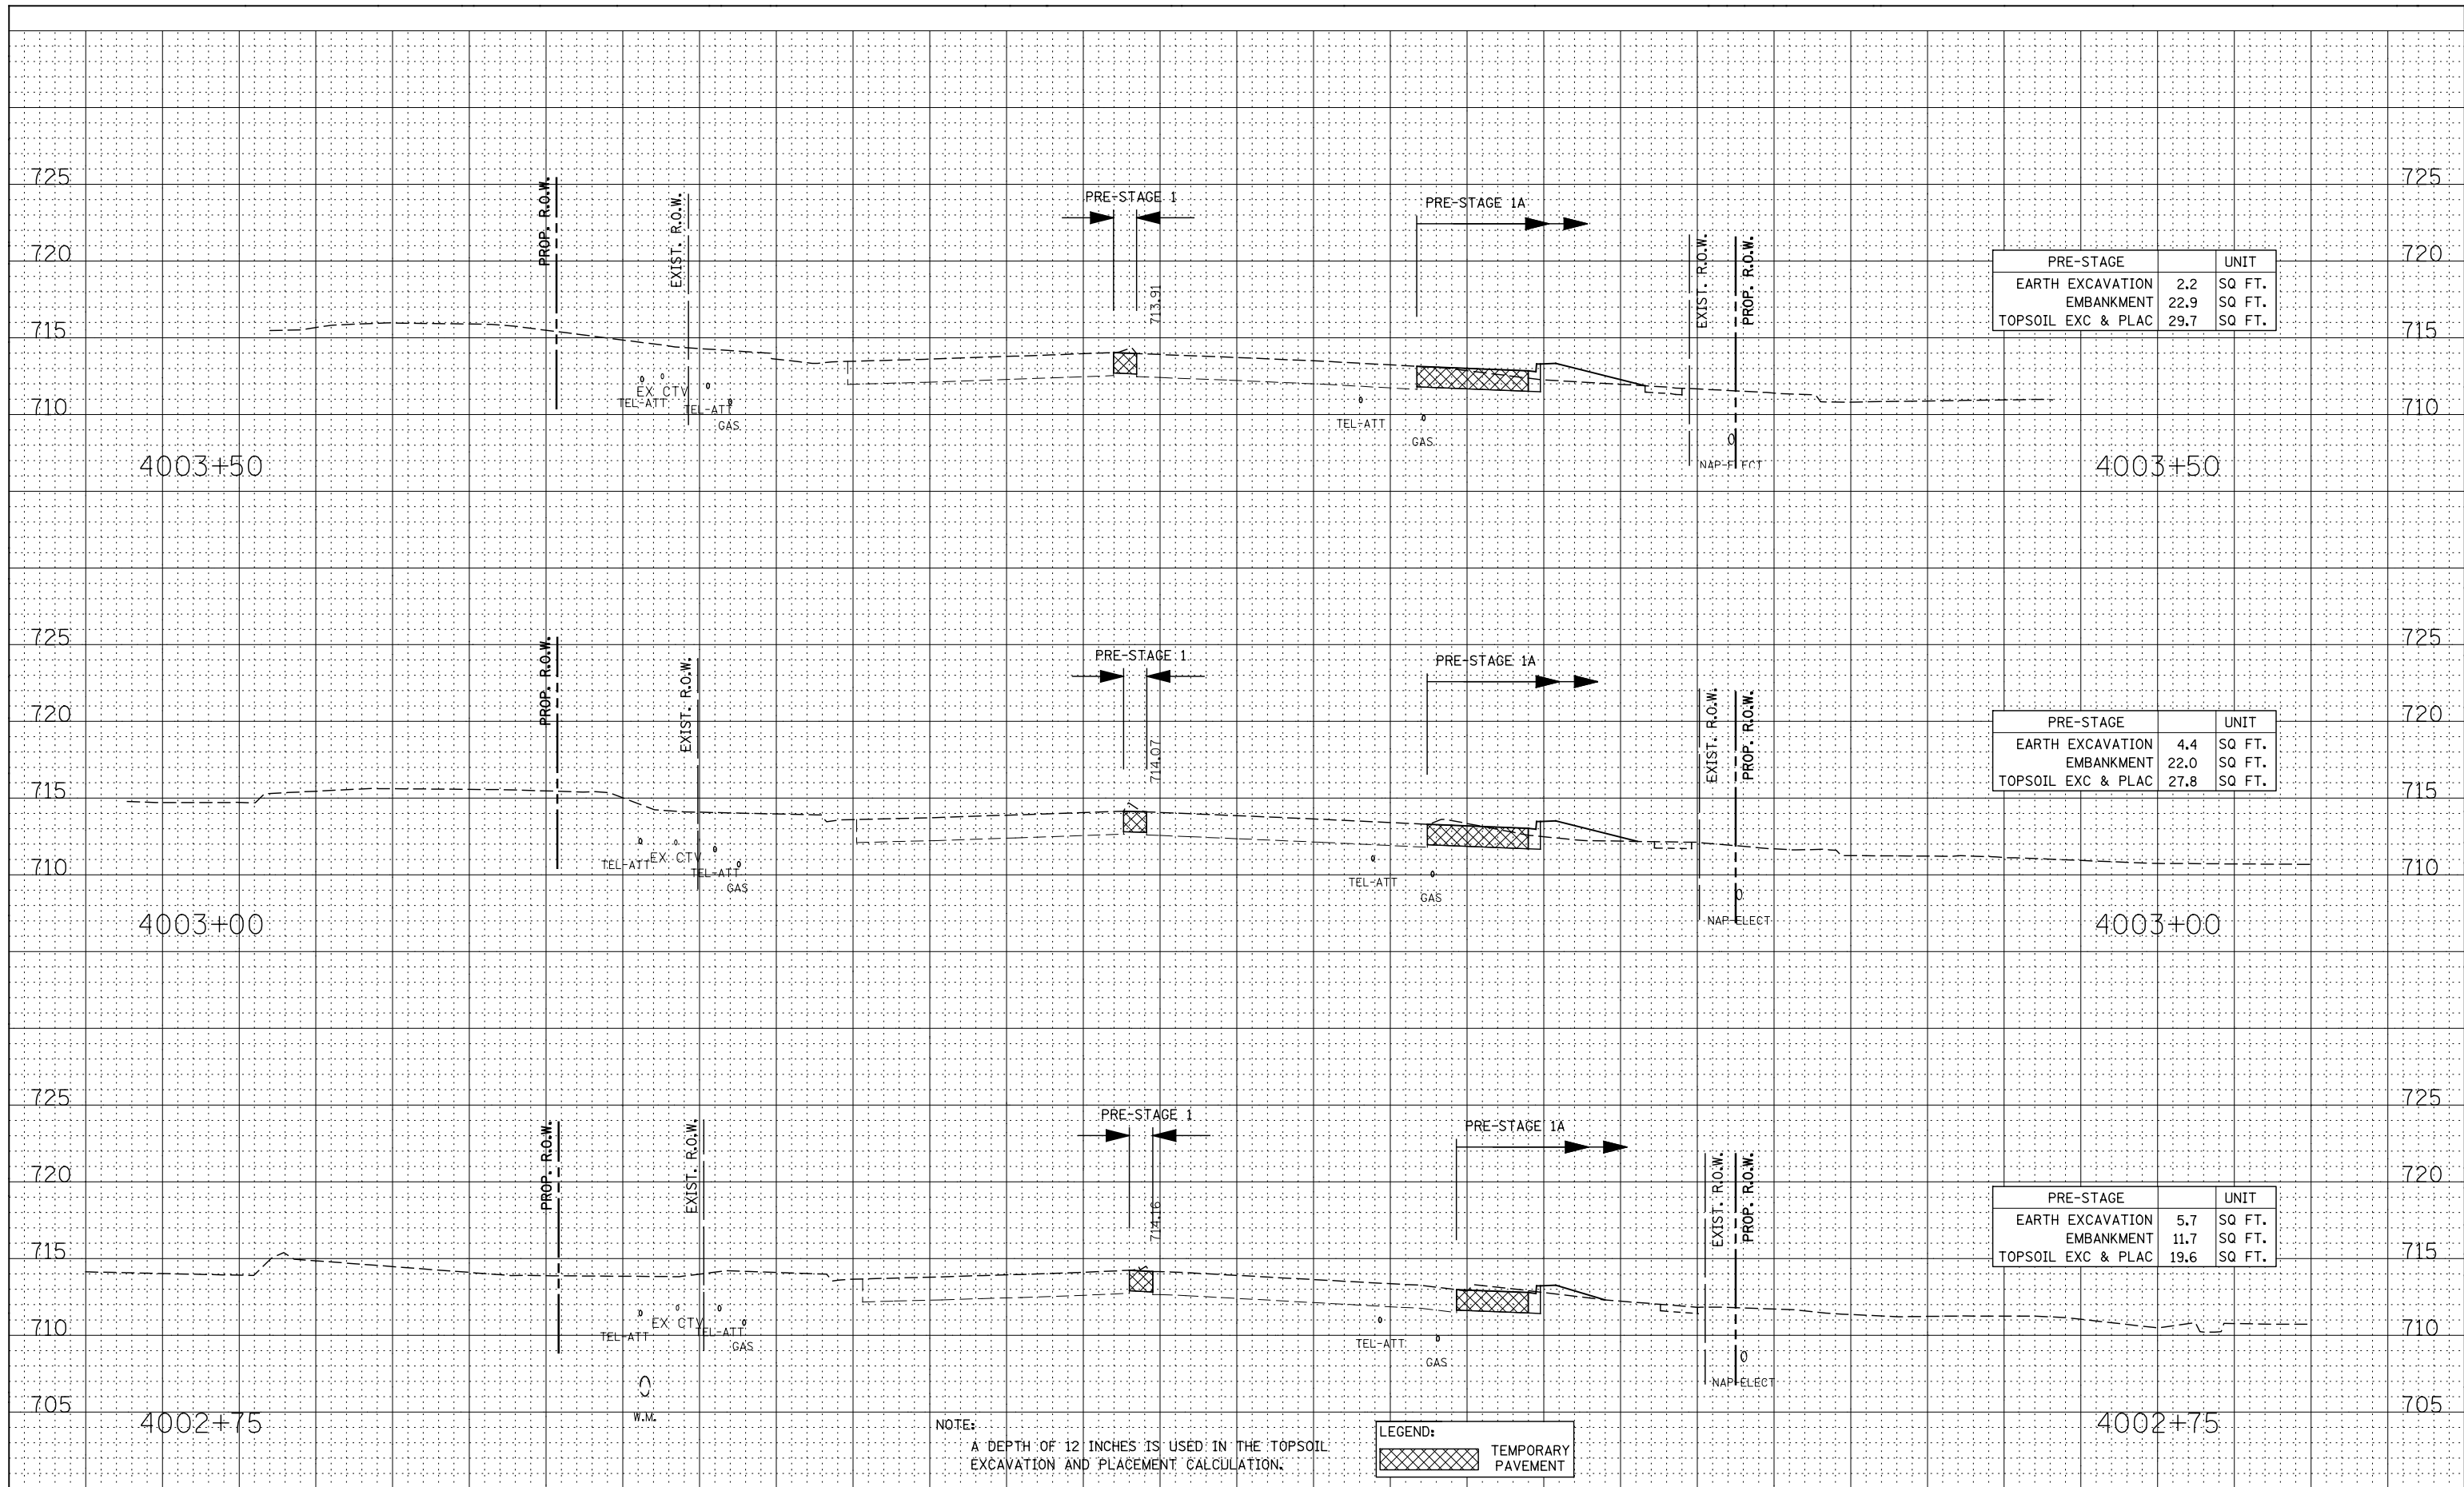 725
PROP. R.O.W.
EXIST. R.O.W.
PRE-STAGE 1
PRE-STAGE 1A
725
720
713.91
EXIST. R.O.W.
PROP. R.O.W.
720
PRE-STAGE UNIT
EARTH EXCAVATION 2.2 SQ FT.
EMBANKMENT 22.9 SQ FT.
TOPSOIL EXC & PLAC 29.7 SQ FT.
715
715
EX CTV
TEL-ATT
TEL-ATT
GAS
710
TEL-ATT
GAS
710
4003+50
NAP-ELECT
4003+50
725
PROP. R.O.W.
EXIST. R.O.W.
PRE-STAGE 1
PRE-STAGE 1A
725
720
714.07
EXIST. R.O.W.
PROP. R.O.W.
720
PRE-STAGE UNIT
EARTH EXCAVATION 4.4 SQ FT.
EMBANKMENT 22.0 SQ FT.
TOPSOIL EXC & PLAC 27.8 SQ FT.
715
715
TEL-ATT
EX CTV
TEL-ATT
GAS
710
TEL-ATT
GAS
710
4003+00
NAP-ELECT
4003+00
725
PROP. R.O.W.
EXIST. R.O.W.
PRE-STAGE 1
PRE-STAGE 1A
725
720
714.16
EXIST. R.O.W.
PROP. R.O.W.
720
PRE-STAGE UNIT
EARTH EXCAVATION 5.7 SQ FT.
EMBANKMENT 11.7 SQ FT.
TOPSOIL EXC & PLAC 19.6 SQ FT.
715
715
TEL-ATT
EX CTV
TEL-ATT
GAS
710
TEL-ATT
GAS
710
NAP-ELECT
705
W.M.
705
4002+75
4002+75
NOTE:
A DEPTH OF 12 INCHES IS USED IN THE TOPSOIL
EXCAVATION AND PLACEMENT CALCULATION.
LEGEND:
TEMPORARY
PAVEMENT